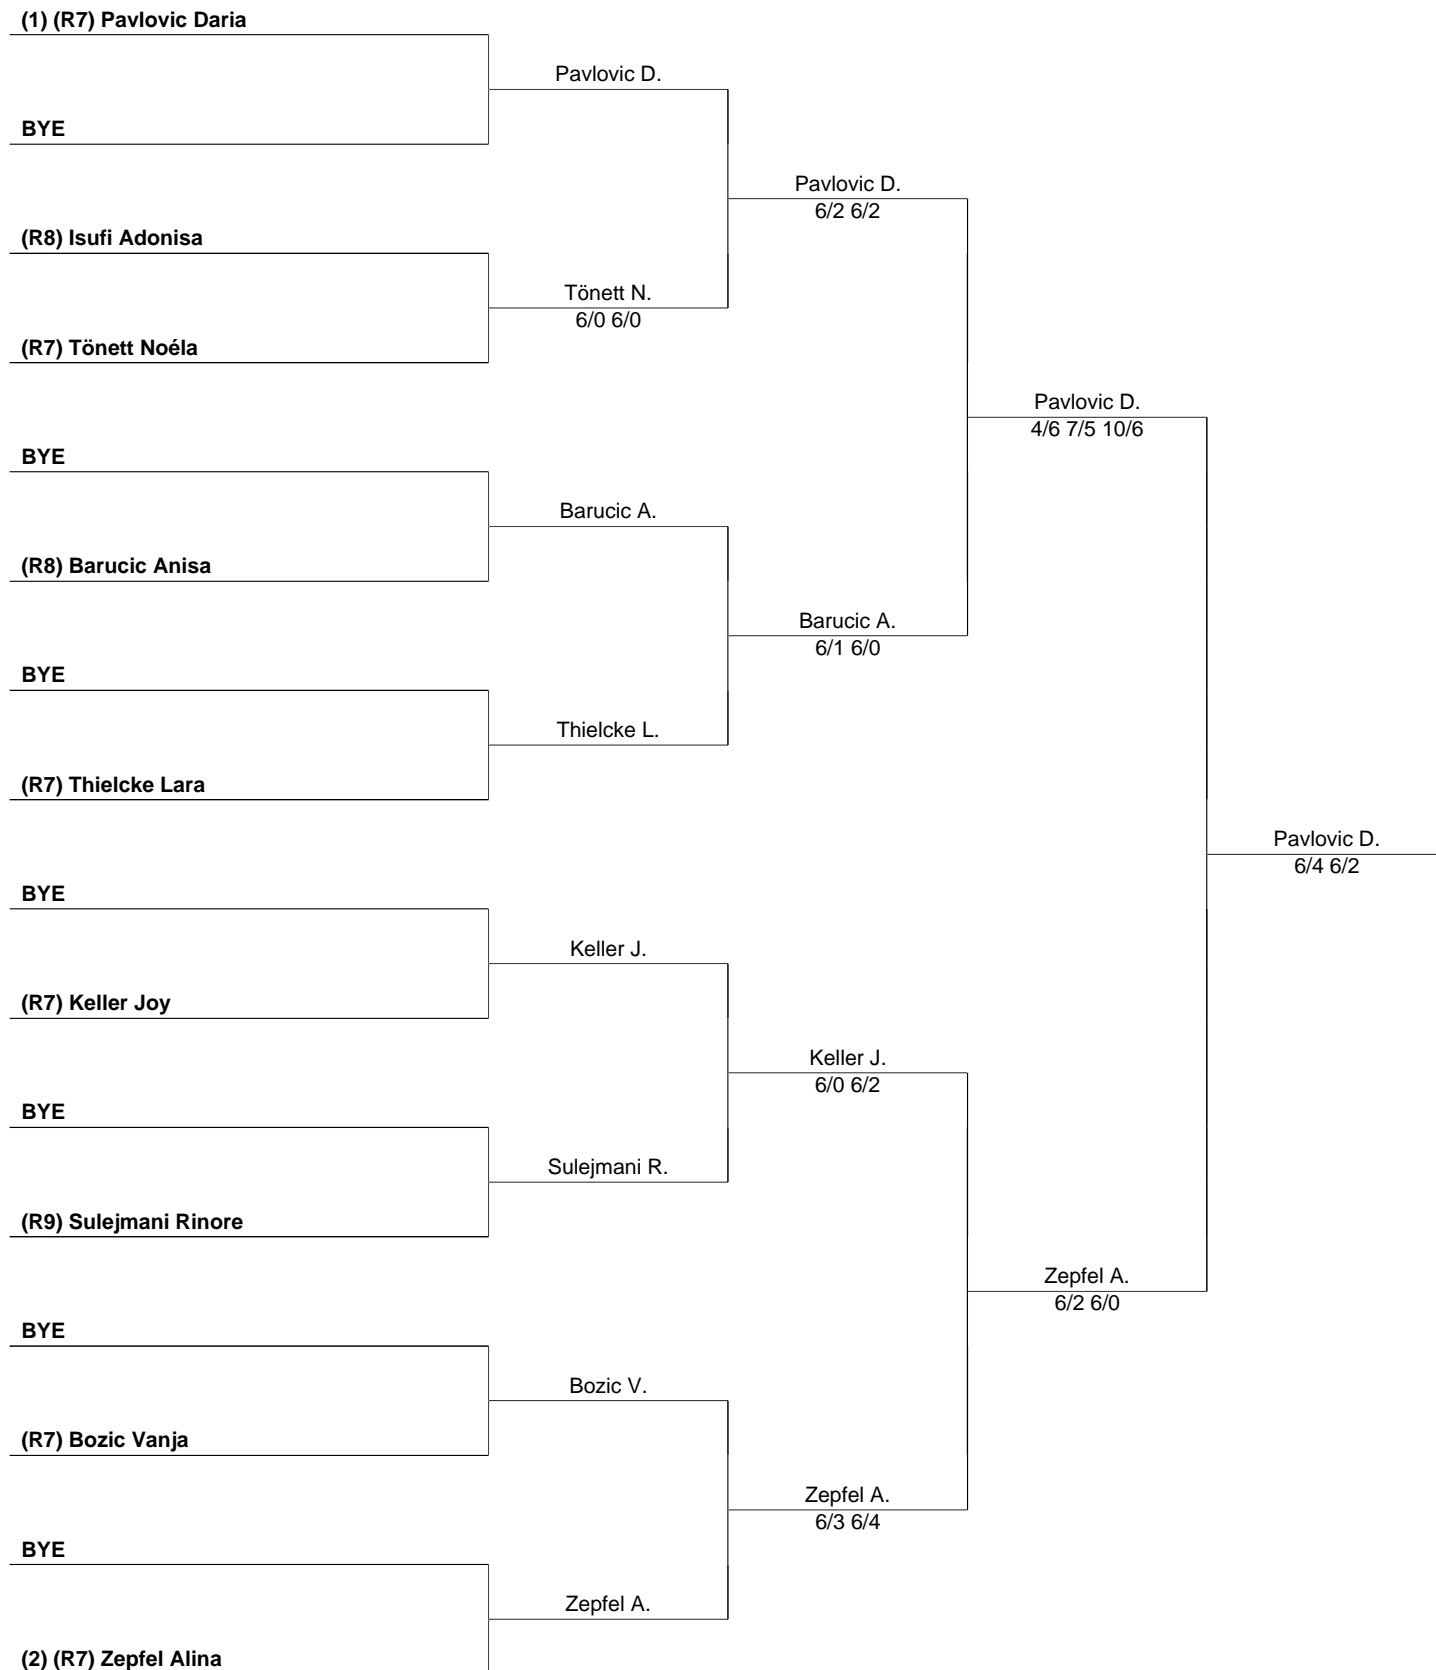 (1) (R7) Pavlovic Daria
Pavlovic D.
BYE
Pavlovic D.
6/2 6/2
(R8) Isufi Adonisa
Tönett N.
6/0 6/0
(R7) Tönett Noéla
Pavlovic D.
4/6 7/5 10/6
BYE
Barucic A.
(R8) Barucic Anisa
Barucic A.
6/1 6/0
BYE
Thielcke L.
(R7) Thielcke Lara
Pavlovic D.
6/4 6/2
BYE
Keller J.
(R7) Keller Joy
Keller J.
6/0 6/2
BYE
Sulejmani R.
(R9) Sulejmani Rinore
Zepfel A.
6/2 6/0
BYE
Bozic V.
(R7) Bozic Vanja
Zepfel A.
6/3 6/4
BYE
Zepfel A.
(2) (R7) Zepfel Alina